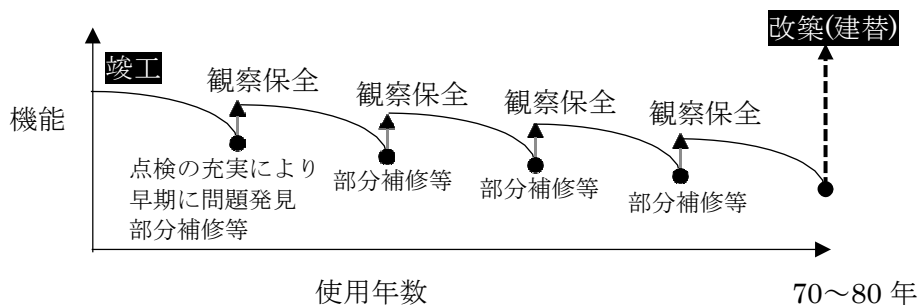 改築(建替)
竣工
観察保全
観察保全
観察保全
観察保全
機能
点検の充実により
早期に問題発見
部分補修等
部分補修等
部分補修等
部分補修等
使用年数
70～80 年